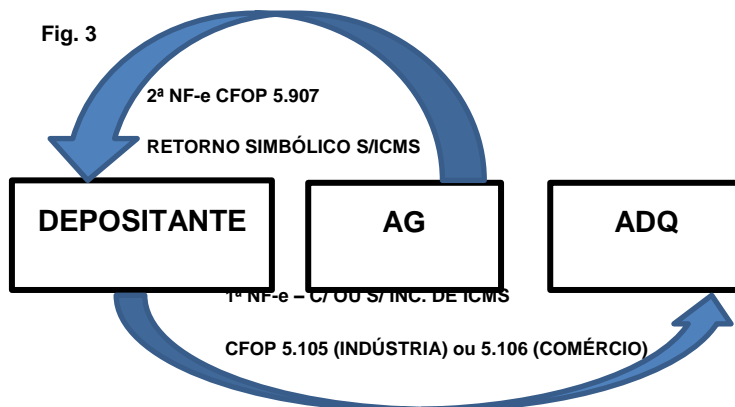 Fig. 3
2ª NF-e CFOP 5.907
RETORNO SIMBÓLICO S/ICMS
DEPOSITANTE
AG
ADQ
1ª NF-e – C/ OU S/ INC. DE ICMS
CFOP 5.105 (INDÚSTRIA) ou 5.106 (COMÉRCIO)